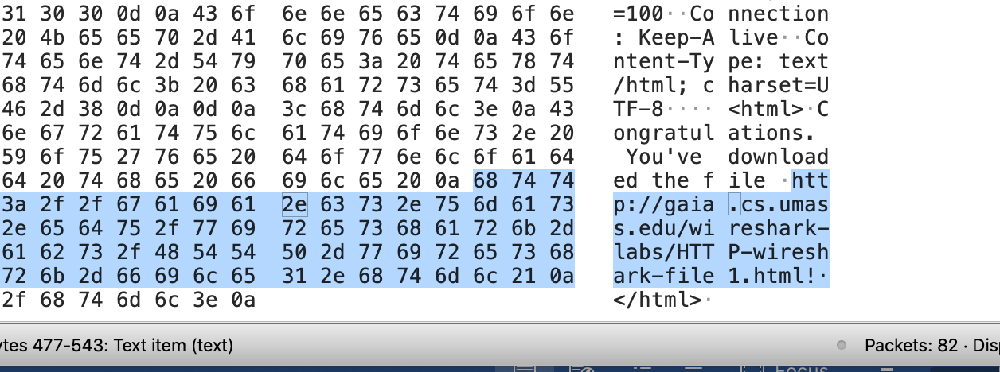 31 30 30 0d 0a 43 6f 6e 6e 65 63 74 69 6f 6e =100··Co nnection
20 4b 65 65 70 2d 41 6c 69 76 65 0d 0a 43 6f : Keep-A live··Co
74 65 6e 74 2d 54 79 70 65 3a 20 74 65 78 74 ntent-Ty pe: text
68 74 6d 6c 3b 20 63 68 61 72 73 65 74 3d 55 /html; c harset=U
46 2d 38 0d 0a 0d 0a 3c 68 74 6d 6c 3e 0a 43 TF-8···· <html>·C
6e 67 72 61 74 75 6c 61 74 69 6f 6e 73 2e 20 ongratul ations.
59 6f 75 27 76 65 20 64 6f 77 6e 6c 6f 61 64 You've download
64 20 74 68 65 20 66 69 6c 65 20 0a 68 74 74 ed the f ile ·htt
3a 2f 2f 67 61 69 61 2e 63 73 2e 75 6d 61 73 p://gaia .cs.umas
2e 65 64 75 2f 77 69 72 65 73 68 61 72 6b 2d s.edu/wi reshark-
61 62 73 2f 48 54 54 50 2d 77 69 72 65 73 68 labs/HTT P-wiresh
72 6b 2d 66 69 6c 65 31 2e 68 74 6d 6c 21 0a ark-file 1.html!·
2f 68 74 6d 6c 3e 0a </html>·
ytes 477-543: Text item (text) Packets: 82 · Disp
Focus